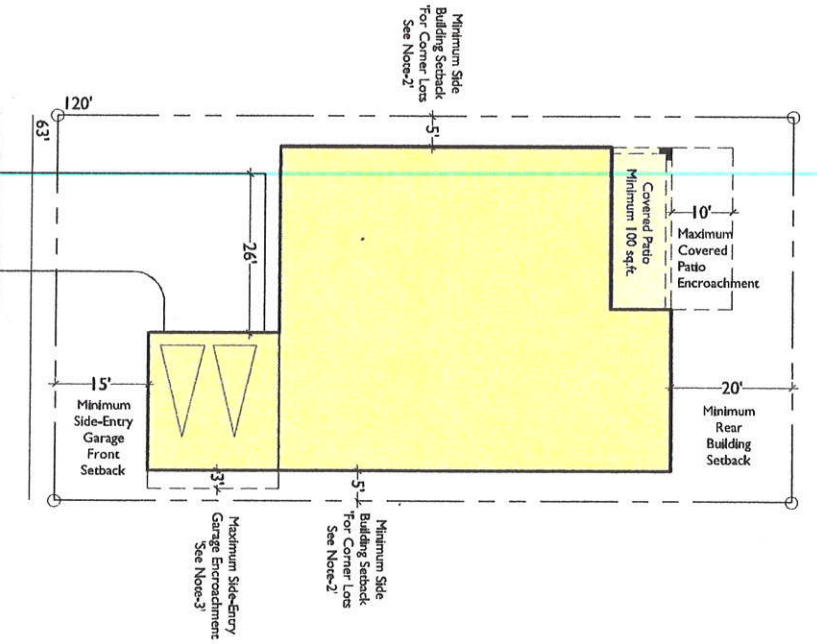 Minimum Side
Building Setback
'For Corner Lots
See Note-2'
120'
63'
5'
Covered Patio
Minimum 100 sq.ft.
10'
Maximum
Covered
Patio
Encroachment
26'
15'
Minimum
Side-Entry
Garage
Front
Setback
20'
Minimum
Rear
Building
Setback
3'
5'
Minimum Side
Building Setback
'For Corner Lots
See Note-2'
Maximum Side-Entry
Garage Encroachment
'See Note-3'